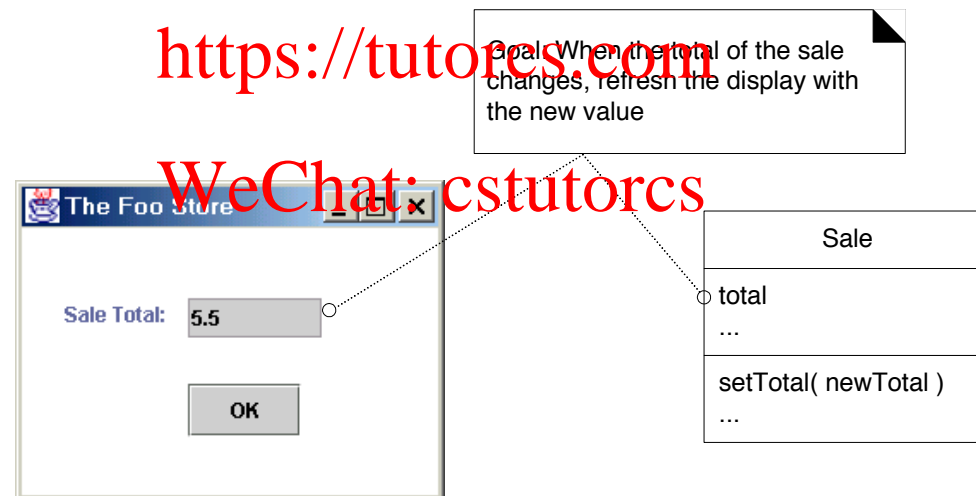 https://tutorcs.com
Goal: When the total of the sale
changes, refresh the display with
the new value
WeChat: cstutorcs
The Foo Store
Sale Total:
5.5
OK
Sale
total
...
setTotal( newTotal )
...